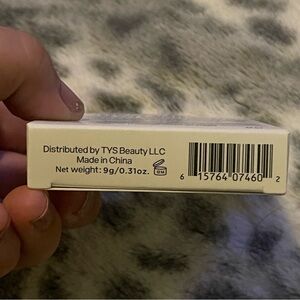 Distributed by TYS Beauty LLC
Made in China
Net weight: 9g/0.31oz.
6 15764 07460 2